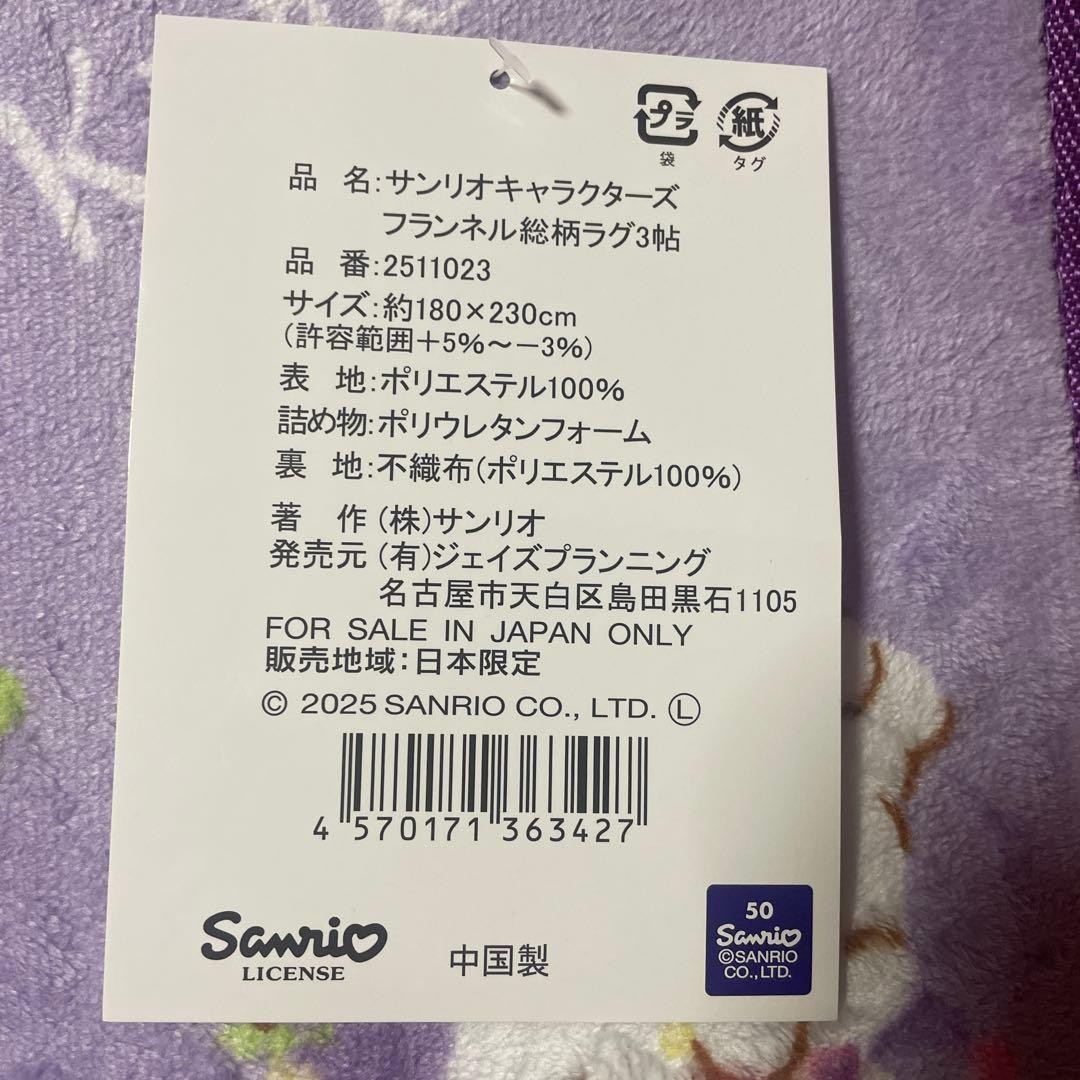 プラ
袋
紙
タグ
品 名:サンリオキャラクターズ
フランネル総柄ラグ3帖
品 番:2511023
サイズ:約180×230cm
(許容範囲+5%~-3%)
表 地:ポリエステル100%
詰め物:ポリウレタンフォーム
裏 地:不織布(ポリエステル100%)
著 作 (株)サンリオ
発売元 (有)ジェイズプランニング
名古屋市天白区島田黒石1105
FOR SALE IN JAPAN ONLY
販売地域:日本限定
© 2025 SANRIO CO., LTD. Ⓛ
4 570171 363427
Sanrio
LICENSE
中国製
50
Sanrio
©SANRIO
CO.,LTD.